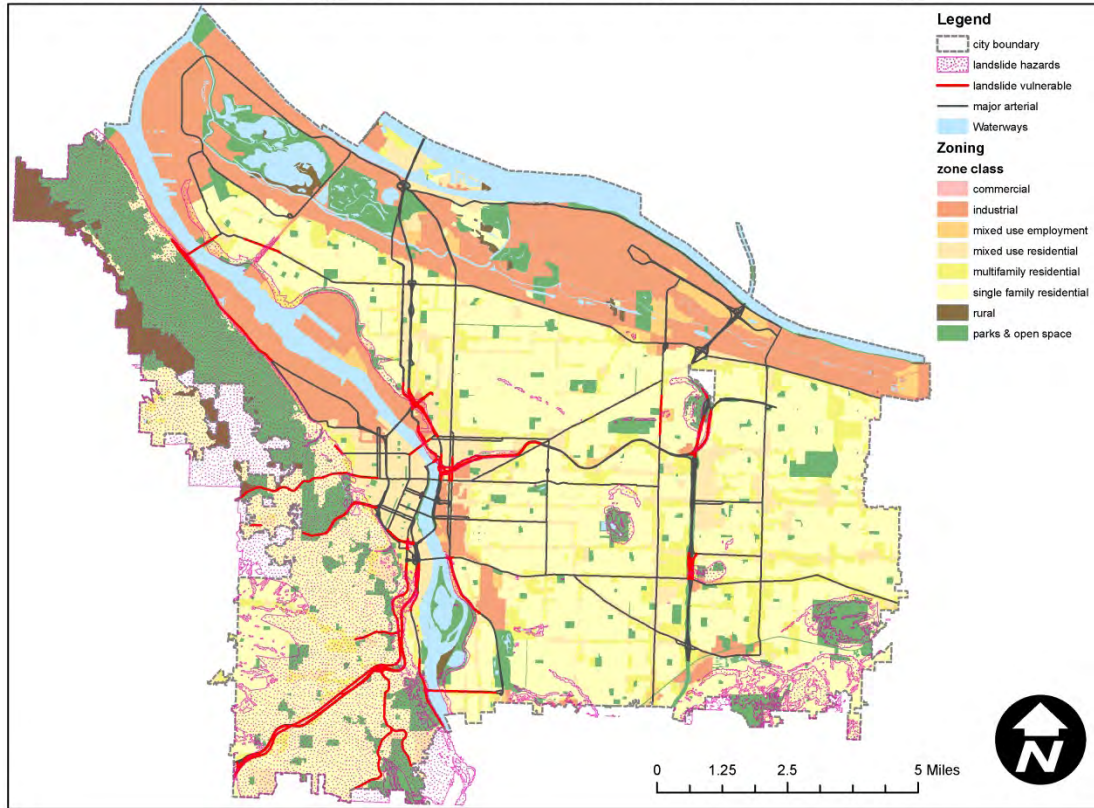 Legend
city boundary
landslide hazards
landslide vulnerable
major arterial
Waterways
Zoning
zone class
commercial
industrial
mixed use employment
mixed use residential
multifamily residential
single family residential
rural
parks & open space
N
0 1.25 2.5 5 Miles